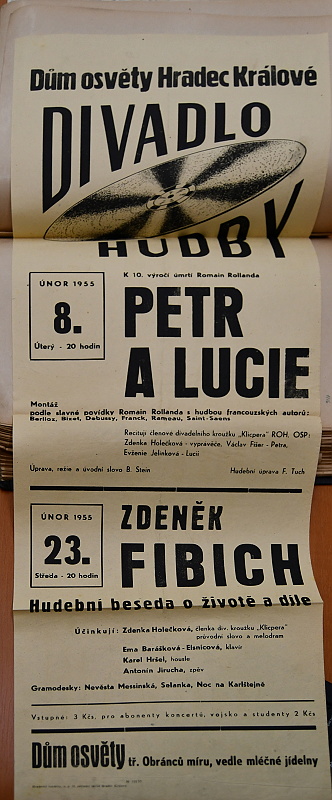 Dům osvěty Hradec Králové
DIVADLO
HUDBY
ÚNOR 1955
8.
Úterý - 20 hodin
K 10. výročí úmrtí Romain Rollanda
PETR
A LUCIE
Montáž
podle slavné povídky Romain Rollanda s hudbou francouzských autorů:
Berlioz, Bizet, Debussy, Franck, Rameau, Saint-Saens
Recitují členové divadelního kroužku „Klicpera" ROH. OSP:
Zdenka Holečková - vypravěče, Václav Fišer - Petra,
Evženie Jelínková - Lucii
Úprava, režie a úvodní slovo B. Stein
Hudební úprava F. Tuch
ÚNOR 1955
23.
Středa - 20 hodin
ZDENĚK
FIBICH
Hudební beseda o životě a díle
Účinkují: Zdenka Holečková, členka div. kroužku „Klicpery"
průvodní slovo a melodram
Ema Barášková-Elsnicová, klavír
Karel Hršel, housle
Antonín Jirucha, zpěv
Gramodesky: Nevěsta Messinská, Selanka, Noc na Karlštejně
Vstupné: 3 Kčs, pro abonenty koncertů, vojsko a studenty 2 Kčs
Dům osvěty tř. Obránců míru, vedle mléčné jídelny